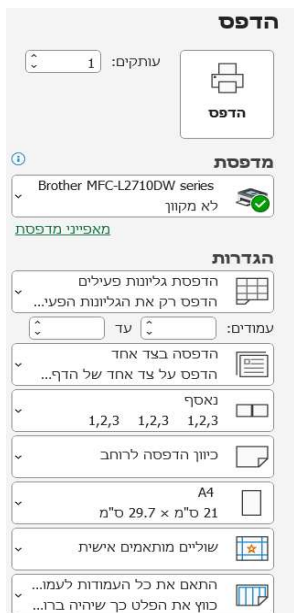 הדפס
עותקים: 1
הדפס
מדפסת
Brother MFC-L2710DW series
לא מקוון
מאפייני מדפסת
הגדרות
הדפסת גליונות פעילים
הדפס רק את הגליונות הפעי...
עמודים: עד
הדפסה בצד אחד
הדפס על צד אחד של הדף...
נאסף
1,2,3 1,2,3 1,2,3
כיוון הדפסה לרוחב
A4
21 ס"מ × 29.7 ס"מ
שוליים מותאמים אישית
התאם את כל העמודות לעמו...
כווץ את הפלט כך שיהיה ברו...